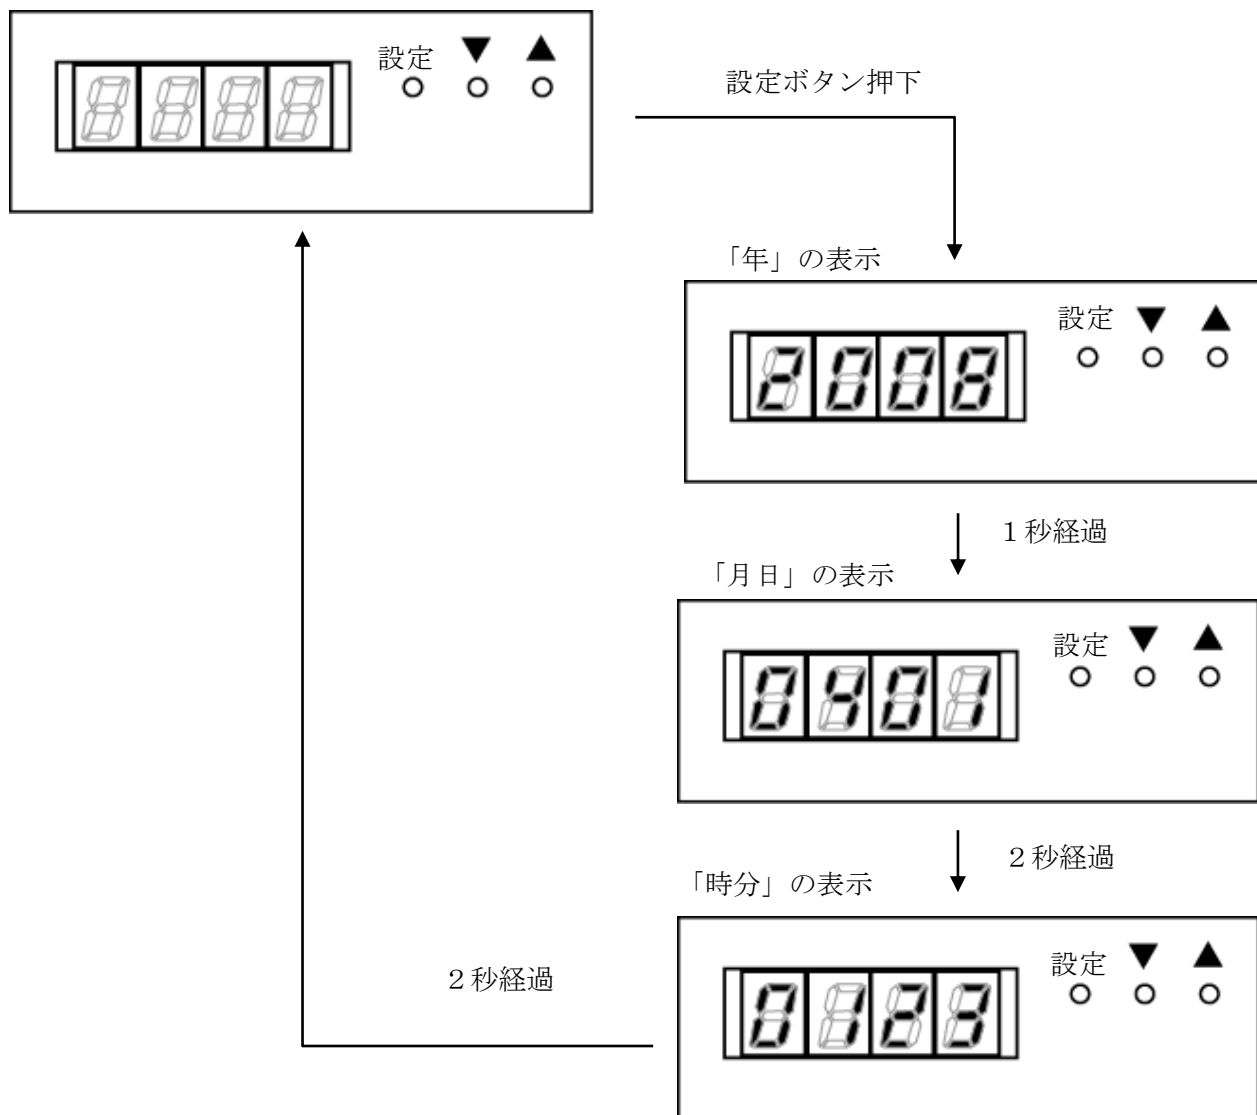 設定 ▼ ▲
設定ボタン押下
「年」の表示
設定 ▼ ▲
2008
１秒経過
「月日」の表示
設定 ▼ ▲
0401
２秒経過
「時分」の表示
２秒経過
設定 ▼ ▲
0123